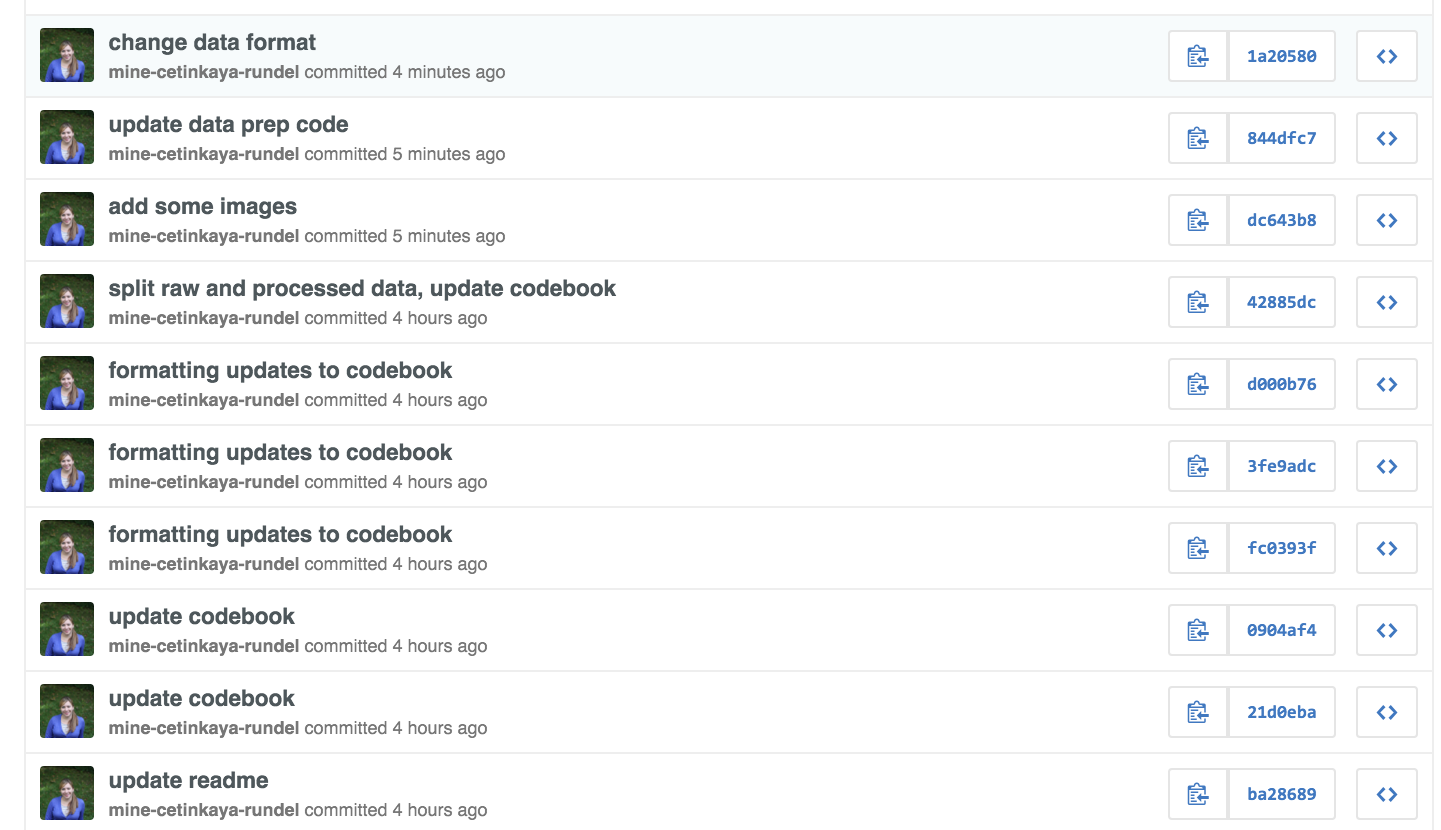 change data format
mine-cetinkaya-rundel committed 4 minutes ago
1a20580
update data prep code
mine-cetinkaya-rundel committed 5 minutes ago
844dfc7
add some images
mine-cetinkaya-rundel committed 5 minutes ago
dc643b8
split raw and processed data, update codebook
mine-cetinkaya-rundel committed 4 hours ago
42885dc
formatting updates to codebook
mine-cetinkaya-rundel committed 4 hours ago
d000b76
formatting updates to codebook
mine-cetinkaya-rundel committed 4 hours ago
3fe9adc
formatting updates to codebook
mine-cetinkaya-rundel committed 4 hours ago
fc0393f
update codebook
mine-cetinkaya-rundel committed 4 hours ago
0904af4
update codebook
mine-cetinkaya-rundel committed 4 hours ago
21d0eba
update readme
mine-cetinkaya-rundel committed 4 hours ago
ba28689